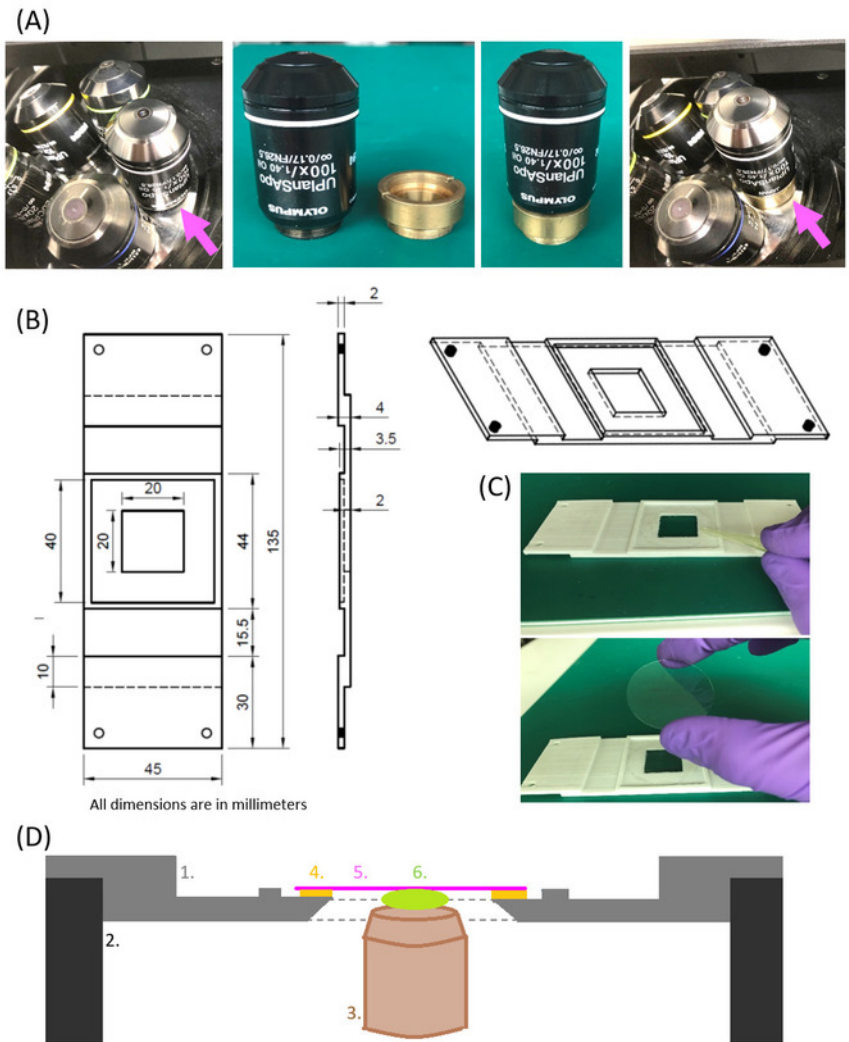 (A)
OLYMPUS
UPlanSApo
100x/1.40 Oil
∞/0.17/FN26.5
OLYMPUS
UPlanSApo
100x/1.40 Oil
∞/0.17/FN26.5
(B)
2
4
3.5
2
20
20
40
44
135
15.5
10
30
45
All dimensions are in millimeters
(C)
(D)
1.
4.
5.
6.
2.
3.